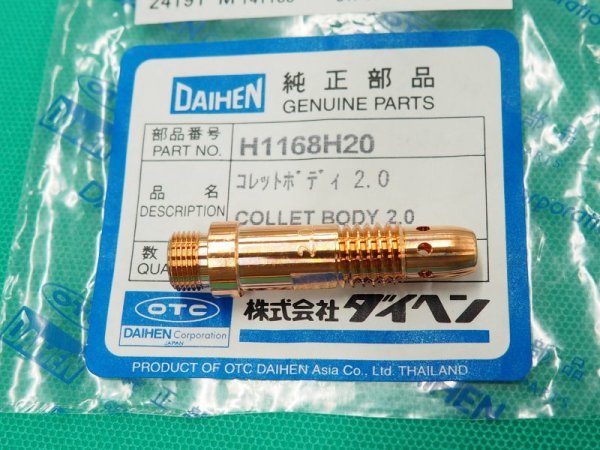 DAIHEN
純正部品
GENUINE PARTS
部品番号
PART NO.
H1168H20
品名
DESCRIPTION
コレットボディ 2.0
COLLET BODY 2.0
数
QUA
OTC
DAIHEN Corporation
JAPAN
株式会社ダイヘン
PRODUCT OF OTC DAIHEN Asia Co., Ltd. THAILAND